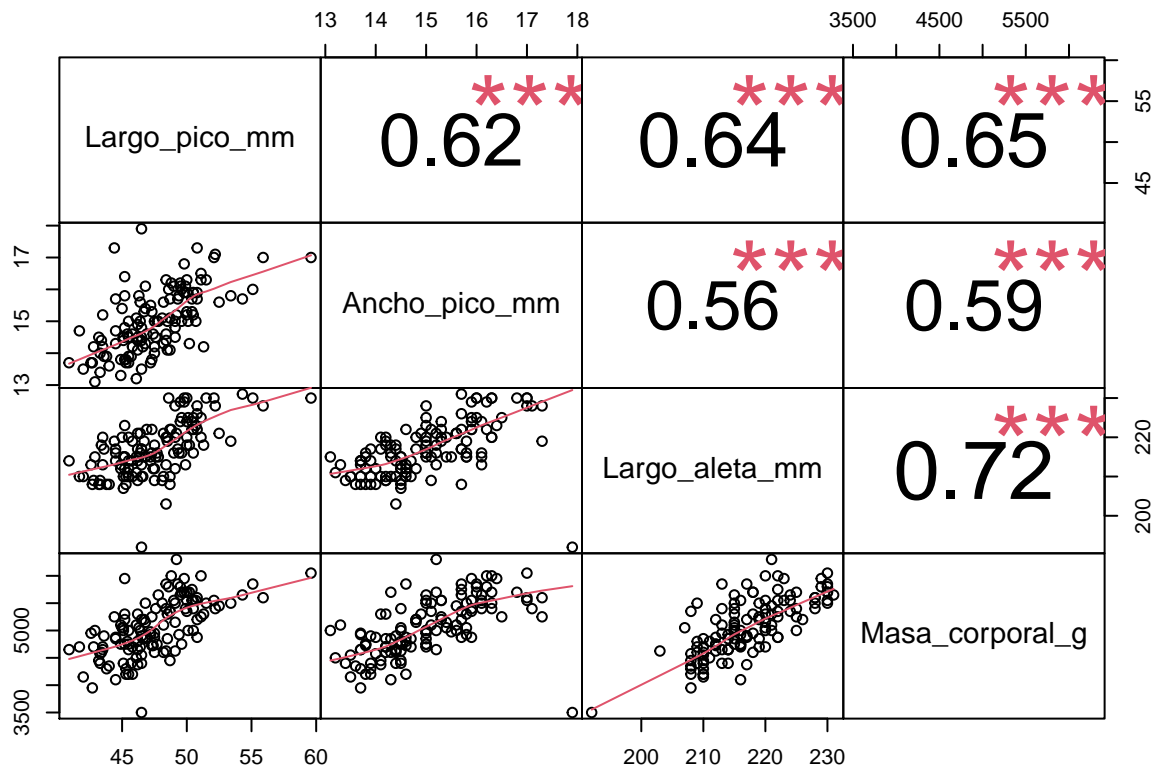 13 14 15 16 17 18 3500 4500 5500
Largo_pico_mm 0.62 *** 0.64 *** 0.65 *** 45 55
13 15 17 Ancho_pico_mm 0.56 *** 0.59 ***
Largo_aleta_mm 0.72 *** 200 220
3500 5000 Masa_corporal_g
45 50 55 60 200 210 220 230